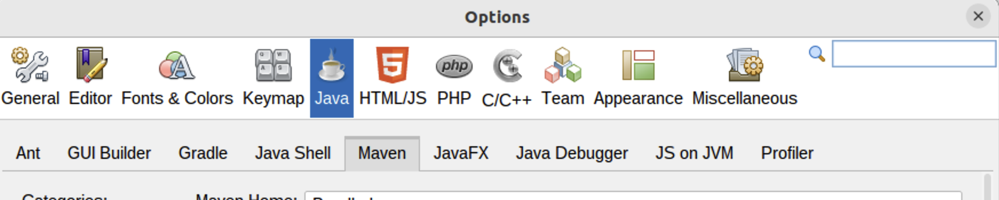 Options
General Editor Fonts & Colors Keymap Java HTML/JS PHP C/C++ Team Appearance Miscellaneous
Ant GUI Builder Gradle Java Shell Maven JavaFX Java Debugger JS on JVM Profiler
Categories: Maven Home: